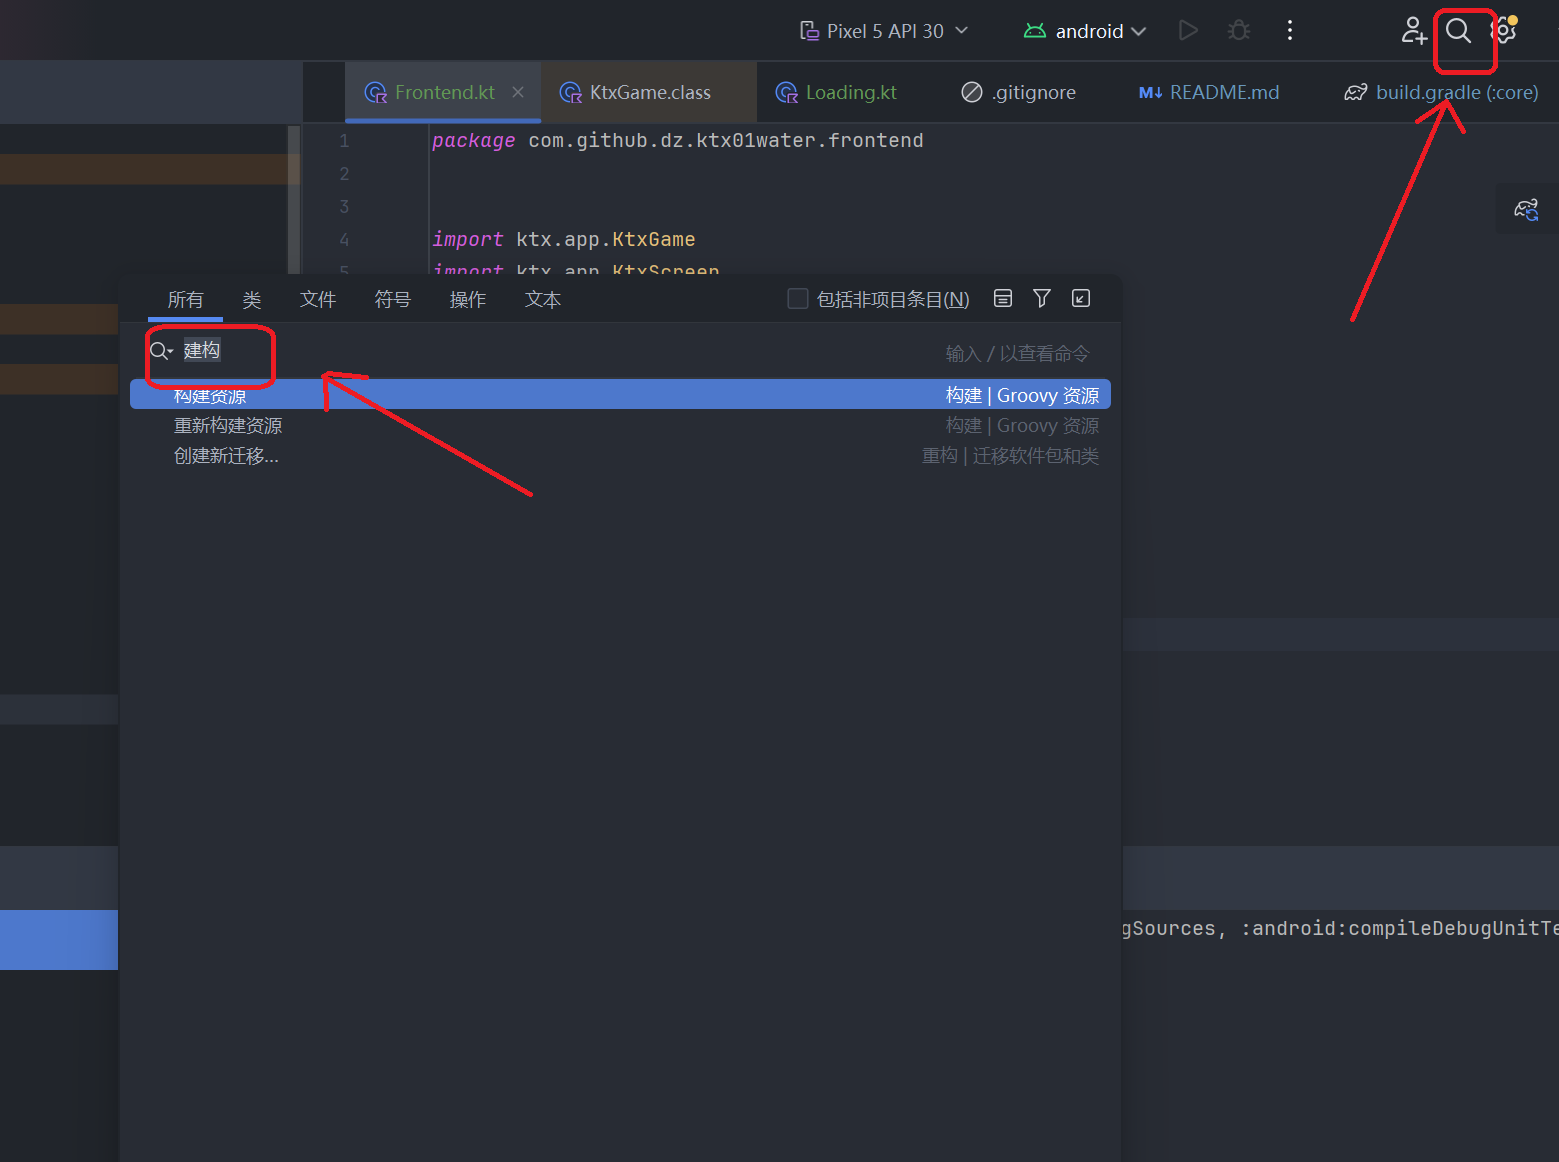 Pixel 5 API 30 android
Frontend.kt KtxGame.class Loading.kt .gitignore README.md build.gradle (:core)
1 package com.github.dz.ktx01water.frontend
2
3
4 import ktx.app.KtxGame
5 import ktx.app.KtxScreen
所有 类 文件 符号 操作 文本 包括非项目条目(N)
建构 输入 / 以查看命令
构建资源 构建 | Groovy 资源
重新构建资源 构建 | Groovy 资源
创建新迁移... 重构 | 迁移软件包和类
gSources, :android:compileDebugUnitTe